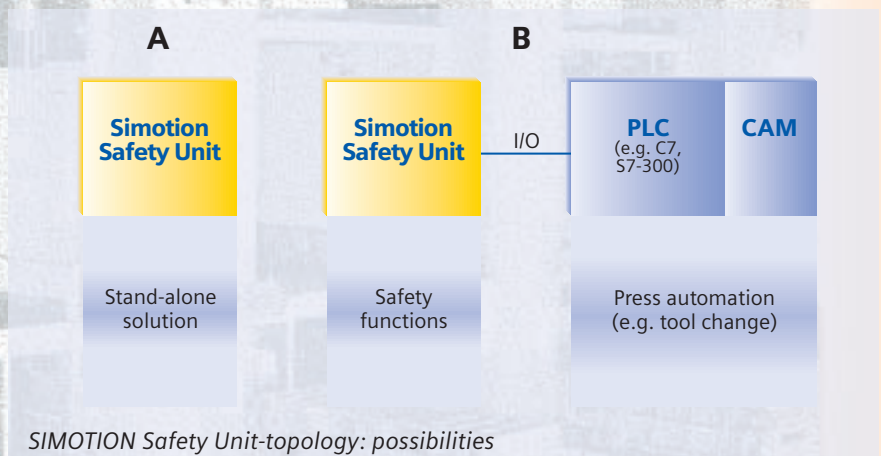 A
B
Simotion
Safety Unit
Simotion
Safety Unit
I/O
PLC
(e.g. C7,
S7-300)
CAM
Stand-alone
solution
Safety
functions
Press automation
(e.g. tool change)
SIMOTION Safety Unit-topology: possibilities